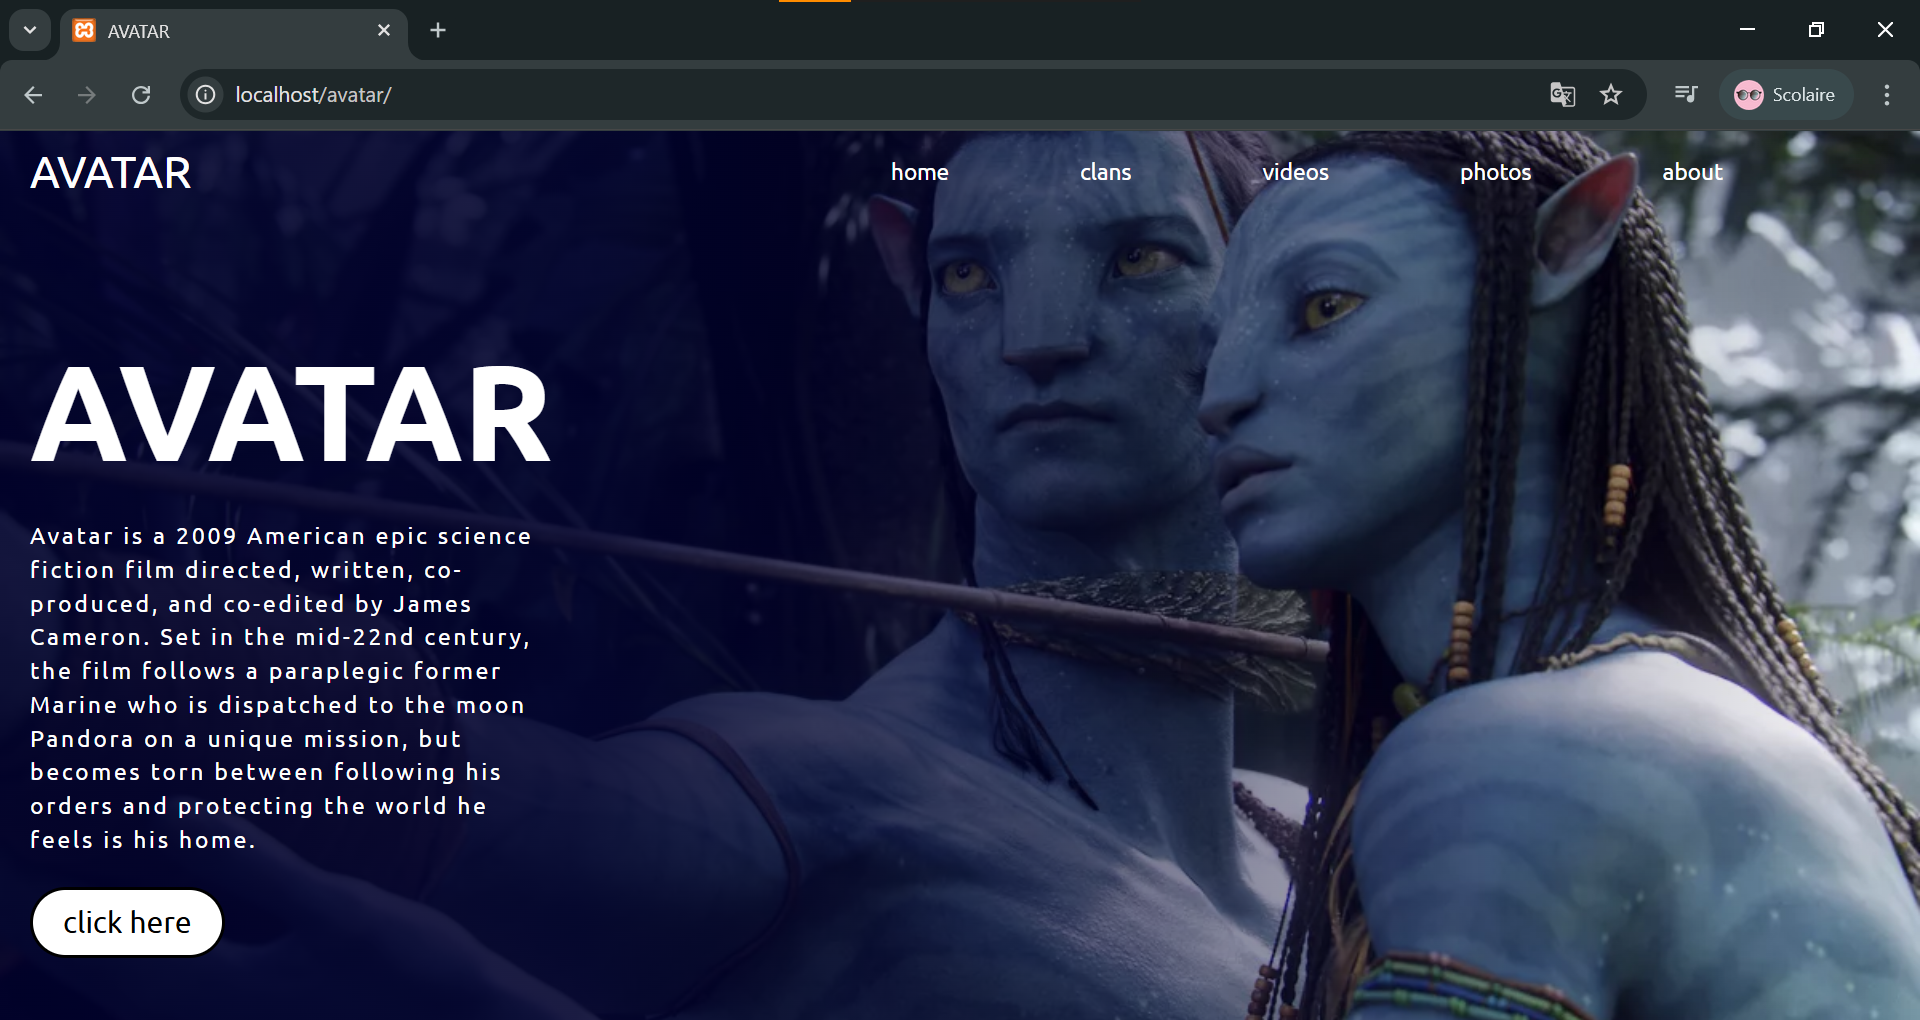 AVATAR
localhost/avatar/
Scolaire
AVATAR
home
clans
videos
photos
about
AVATAR
Avatar is a 2009 American epic science
fiction film directed, written, co-
produced, and co-edited by James
Cameron. Set in the mid-22nd century,
the film follows a paraplegic former
Marine who is dispatched to the moon
Pandora on a unique mission, but
becomes torn between following his
orders and protecting the world he
feels is his home.
click here